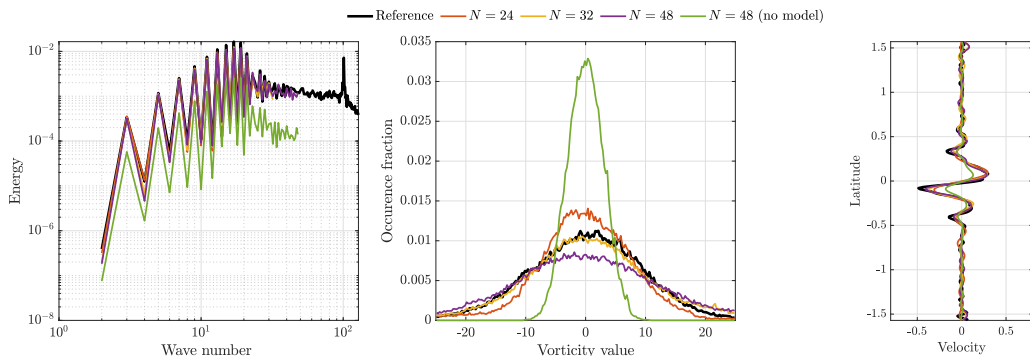 Reference N = 24 N = 32 N = 48 N = 48 (no model)
10^-2
10^-4
10^-6
10^-8
10^0 10^1 10^2
Energy
Wave number
0.035
0.03
0.025
0.02
0.015
0.01
0.005
0
-20 -10 0 10 20
Occurence fraction
Vorticity value
1.5
1
0.5
0
-0.5
-1
-1.5
-0.5 0 0.5
Latitude
Velocity